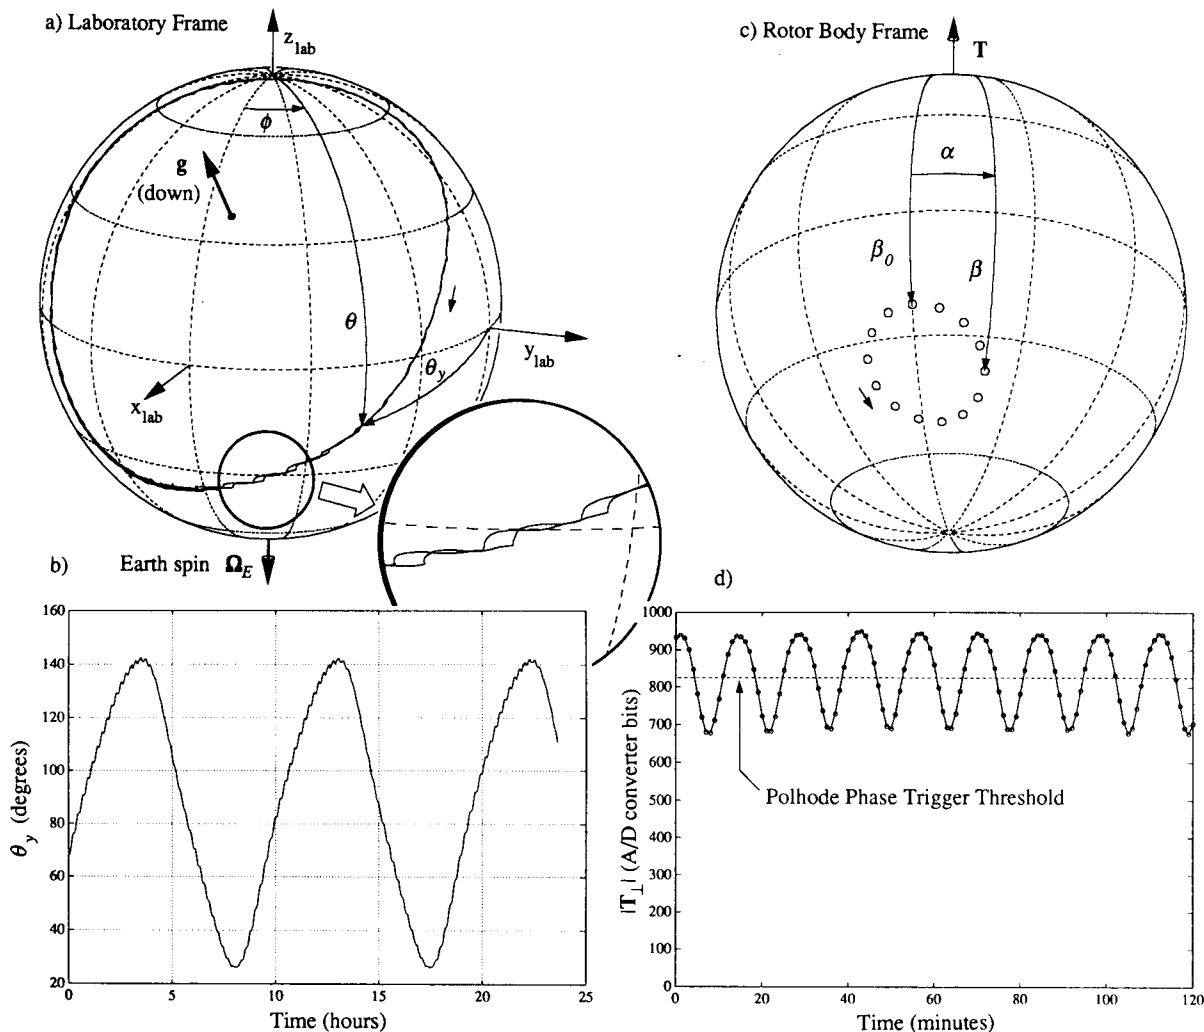 a) Laboratory Frame
z_lab
ϕ
g
(down)
θ
y_lab
θ_y
x_lab
Earth spin Ω_E
c) Rotor Body Frame
T
α
β_0
β
b)
160
140
120
100
80
60
40
20
θ_y (degrees)
0
5
10
15
20
25
Time (hours)
d)
1000
900
800
700
600
500
400
300
200
100
0
|T_⊥| (A/D converter bits)
Polhode Phase Trigger Threshold
0
20
40
60
80
100
120
Time (minutes)